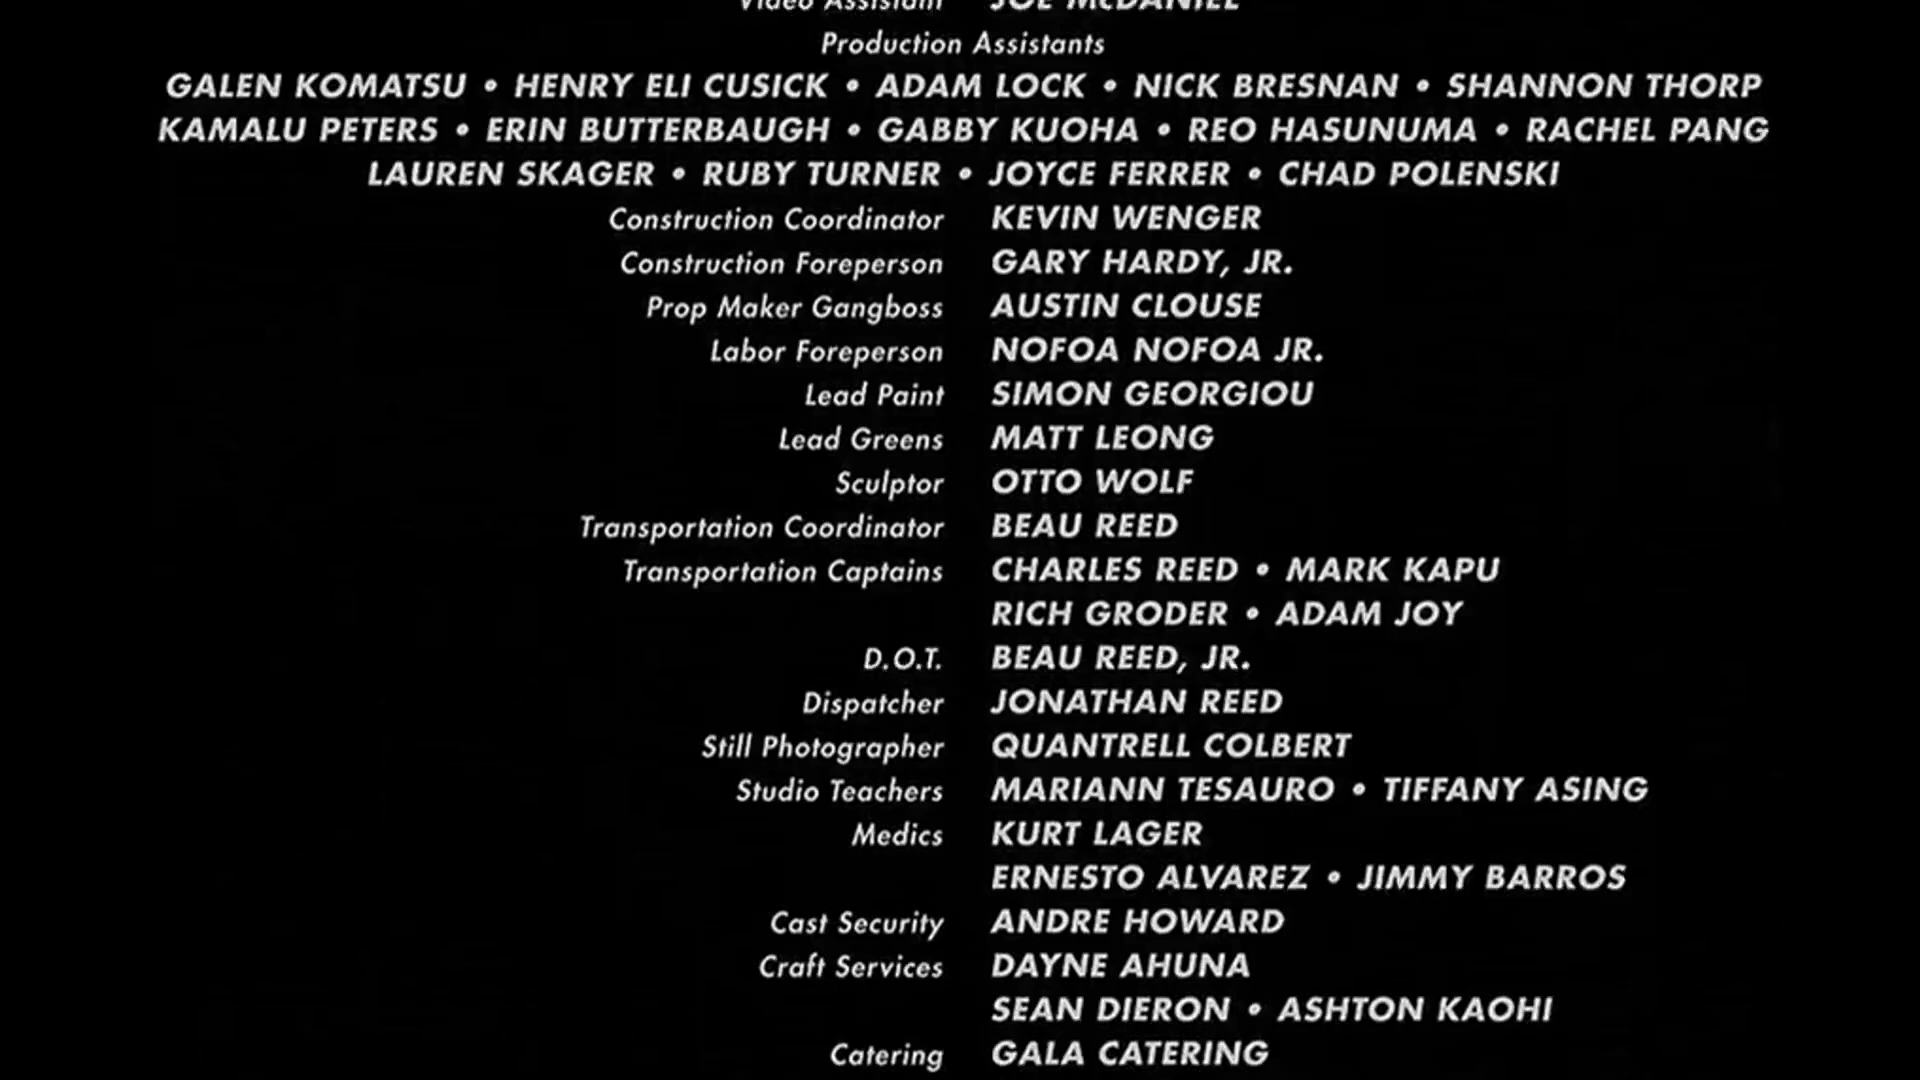 Video Assistant JOE McDANIEL
Production Assistants
GALEN KOMATSU • HENRY ELI CUSICK • ADAM LOCK • NICK BRESNAN • SHANNON THORP
KAMALU PETERS • ERIN BUTTERBAUGH • GABBY KUOHA • REO HASUNUMA • RACHEL PANG
LAUREN SKAGER • RUBY TURNER • JOYCE FERRER • CHAD POLENSKI
Construction Coordinator KEVIN WENGER
Construction Foreperson GARY HARDY, JR.
Prop Maker Gangboss AUSTIN CLOUSE
Labor Foreperson NOFOA NOFOA JR.
Lead Paint SIMON GEORGIOU
Lead Greens MATT LEONG
Sculptor OTTO WOLF
Transportation Coordinator BEAU REED
Transportation Captains CHARLES REED • MARK KAPU
RICH GRODER • ADAM JOY
D.O.T. BEAU REED, JR.
Dispatcher JONATHAN REED
Still Photographer QUANTRELL COLBERT
Studio Teachers MARIANN TESAURO • TIFFANY ASING
Medics KURT LAGER
ERNESTO ALVAREZ • JIMMY BARROS
Cast Security ANDRE HOWARD
Craft Services DAYNE AHUNA
SEAN DIERON • ASHTON KAOHI
Catering GALA CATERING